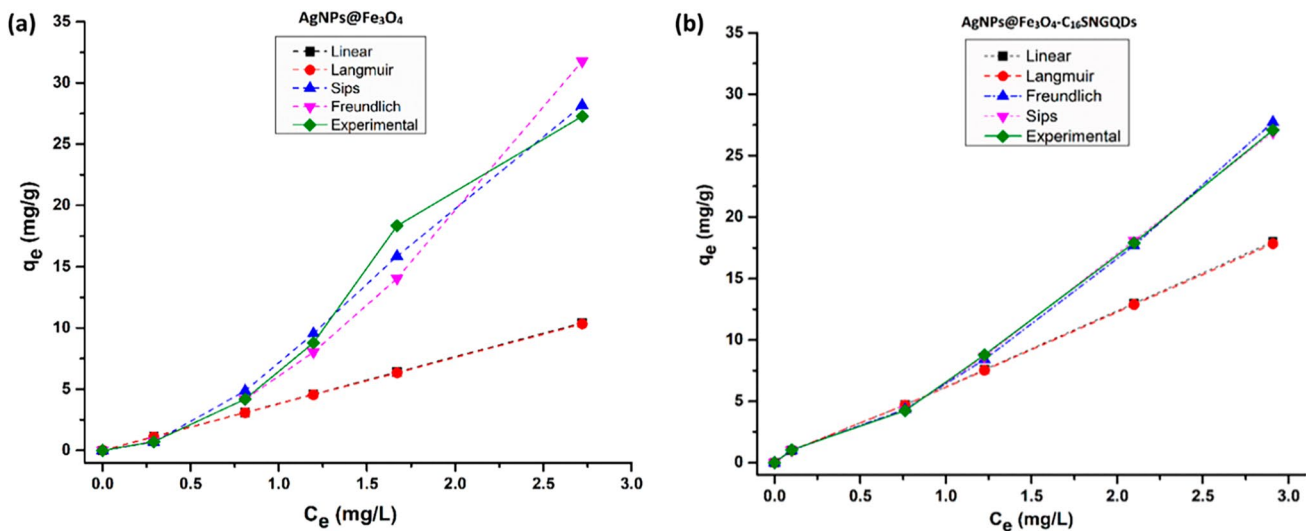 (a)
AgNPs@Fe₃O₄
Linear
Langmuir
Sips
Freundlich
Experimental
qₑ (mg/g)
35
30
25
20
15
10
5
0
0.0 0.5 1.0 1.5 2.0 2.5 3.0
Cₑ (mg/L)
(b)
AgNPs@Fe₃O₄-C₁₆SNGQDs
Linear
Langmuir
Freundlich
Sips
Experimental
qₑ (mg/g)
35
30
25
20
15
10
5
0
0.0 0.5 1.0 1.5 2.0 2.5 3.0
Cₑ (mg/L)